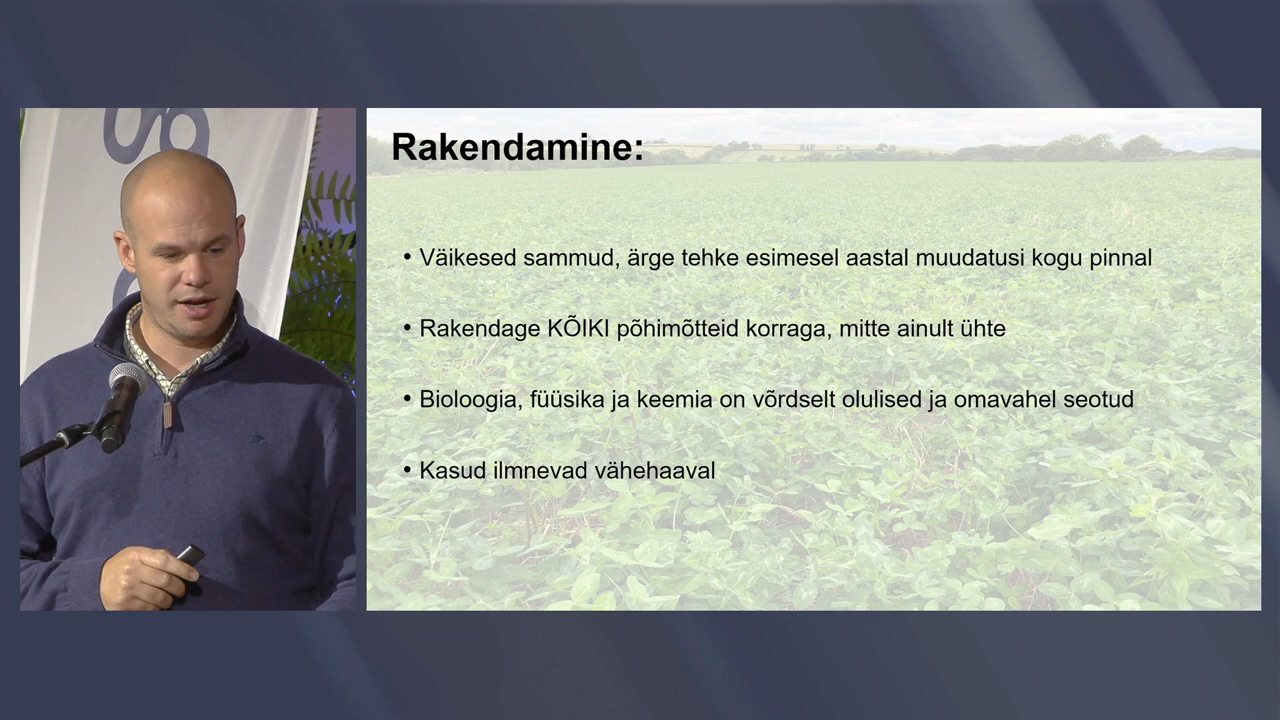 Rakendamine:
• Väikesed sammud, ärge tehke esimesel aastal muudatusi kogu pinnal
• Rakendage KÕIKI põhimõtteid korraga, mitte ainult ühte
• Bioloogia, füüsika ja keemia on võrdselt olulised ja omavahel seotud
• Kasud ilmnevad vähehaaval